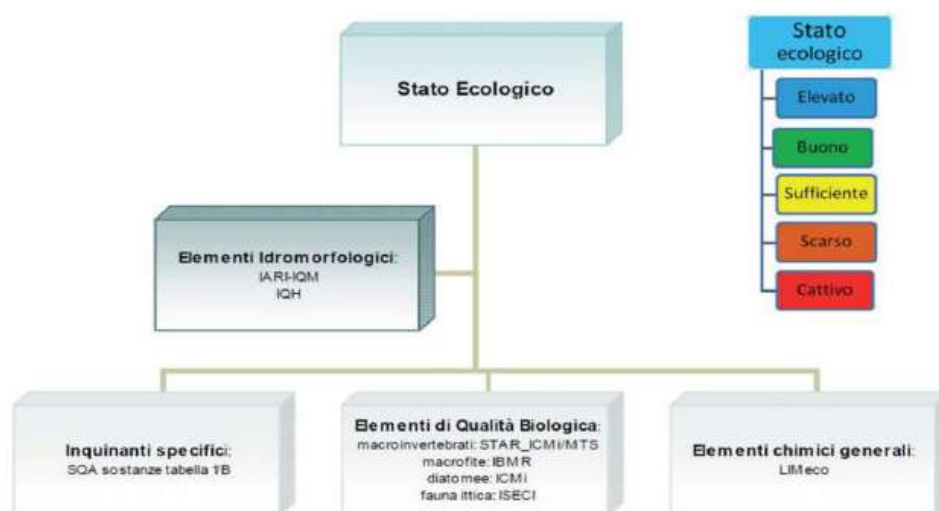 Stato Ecologico
Stato
ecologico
Elevato
Buono
Sufficiente
Scarso
Cattivo
Elementi Idromorfologici:
IARI-IQM
IQH
Inquinanti specifici:
SQA sostanze tabella 1/B
Elementi di Qualità Biologica:
macroinvertebrati: STAR_ICMi/MTS
macrofite: IBMR
diatomee: ICMi
fauna ittica: ISECI
Elementi chimici generali:
LIMeco